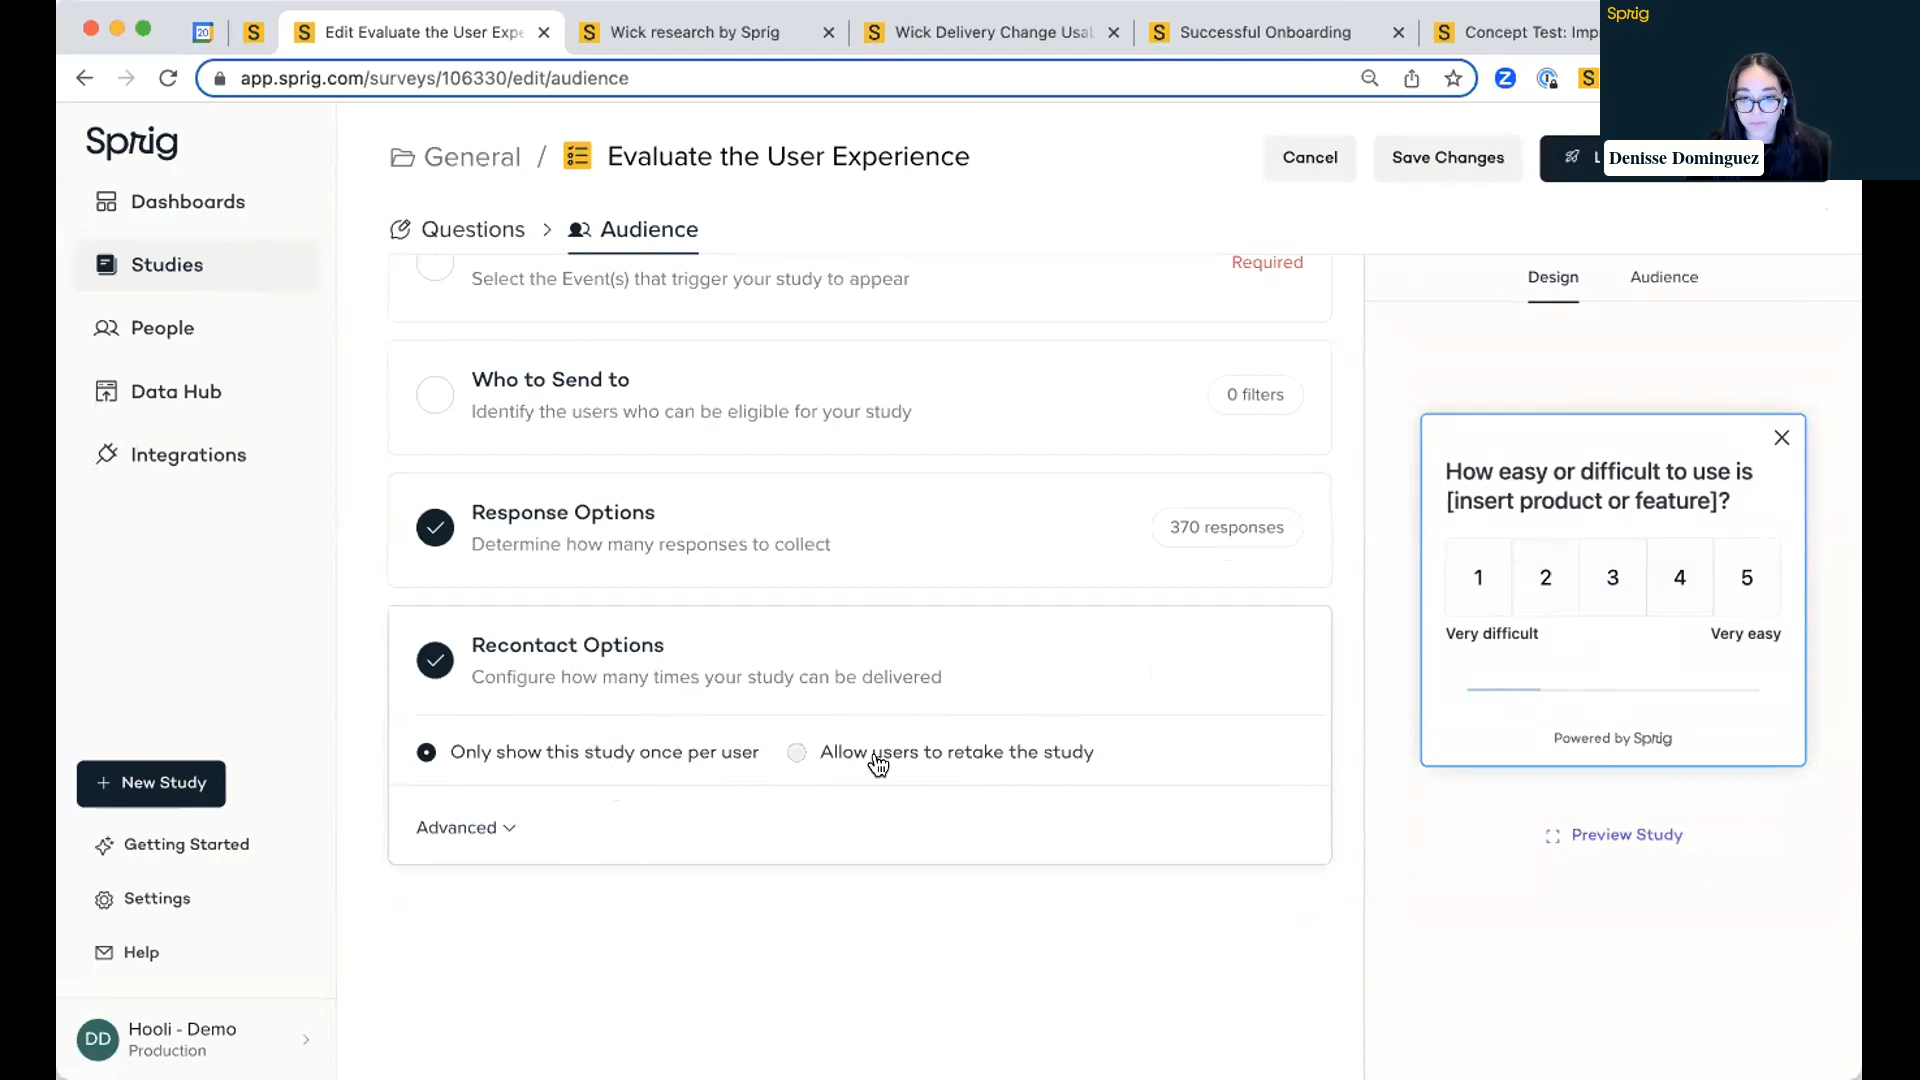 Sprig
20
S
S
Edit Evaluate the User Expe
S
Wick research by Sprig
S
Wick Delivery Change Usab
S
Successful Onboarding
S
Concept Test: Imp
app.sprig.com/surveys/106330/edit/audience
Z
S
Denisse Dominguez
Sprig
General / Evaluate the User Experience
Cancel
Save Changes
L
Dashboards
Studies
People
Data Hub
Integrations
Questions > Audience
Select the Event(s) that trigger your study to appear
Required
Who to Send to
Identify the users who can be eligible for your study
0 filters
Response Options
Determine how many responses to collect
370 responses
Recontact Options
Configure how many times your study can be delivered
Only show this study once per user
Allow users to retake the study
Advanced
Design
Audience
How easy or difficult to use is
[insert product or feature]?
1 2 3 4 5
Very difficult
Very easy
Powered by Sprig
Preview Study
+ New Study
Getting Started
Settings
Help
DD
Hooli - Demo
Production